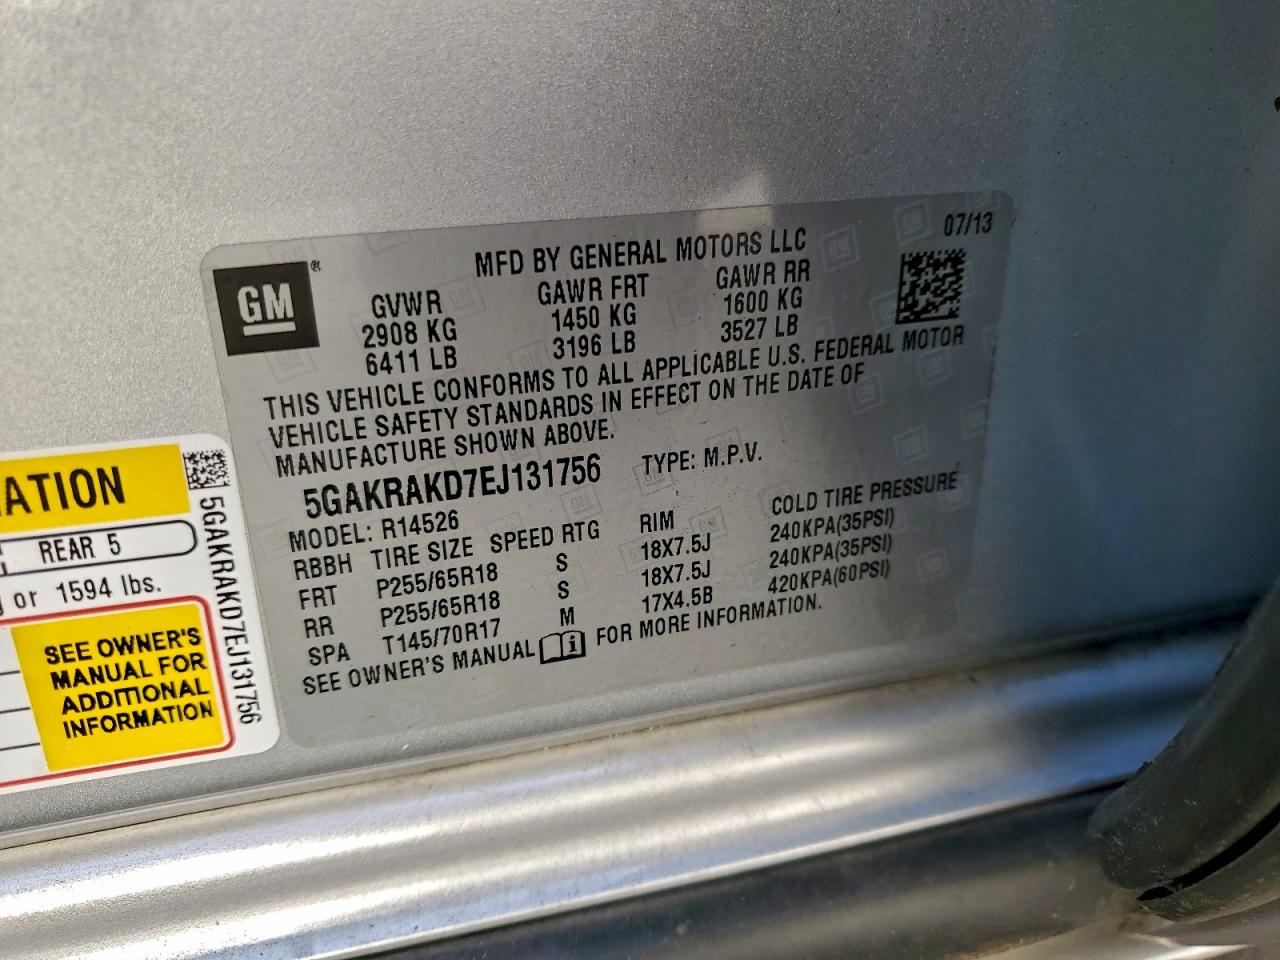 07/13
MFD BY GENERAL MOTORS LLC
GM®
GVWR GAWR FRT GAWR RR
2908 KG 1450 KG 1600 KG
6411 LB 3196 LB 3527 LB
THIS VEHICLE CONFORMS TO ALL APPLICABLE U.S. FEDERAL MOTOR
VEHICLE SAFETY STANDARDS IN EFFECT ON THE DATE OF
MANUFACTURE SHOWN ABOVE.
5GAKRAKD7EJ131756 TYPE: M.P.V.
MODEL: R14526
RBBH TIRE SIZE SPEED RTG RIM COLD TIRE PRESSURE
FRT P255/65R18 S 18X7.5J 240KPA(35PSI)
RR P255/65R18 S 18X7.5J 240KPA(35PSI)
SPA T145/70R17 M 17X4.5B 420KPA(60PSI)
SEE OWNER'S MANUAL FOR MORE INFORMATION.
ATION
REAR 5
or 1594 lbs.
SEE OWNER'S
MANUAL FOR
ADDITIONAL
INFORMATION
5GAKRAKD7EJ131756